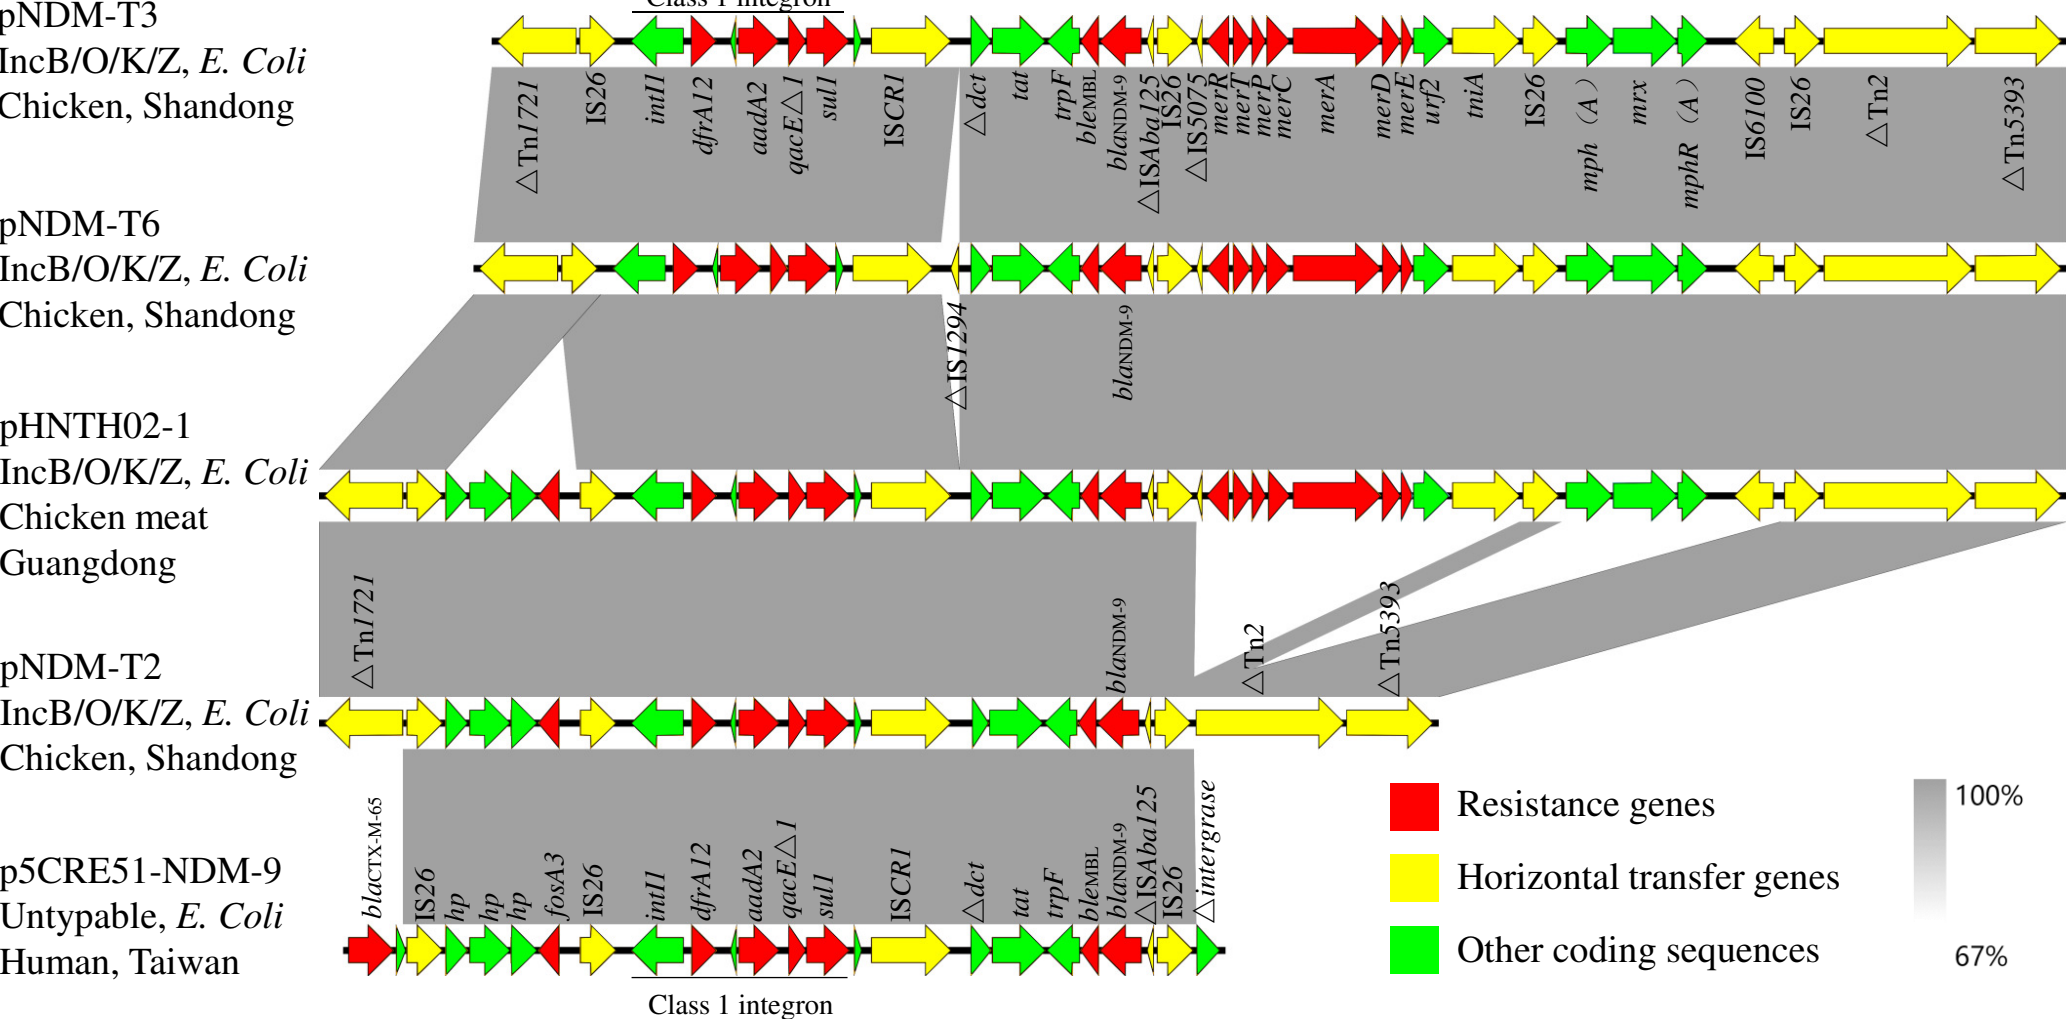 Class 1 integron
pNDM-T3
IncB/O/K/Z, E. Coli
Chicken, Shandong
△Tn1721
IS26
intI1
dfrA12
aadA2
qacE△1
sul1
ISCR1
△dct
tat
trpF
bleMBL
blaNDM-9
△ISAba125
IS26
△IS5075
merR
merT
merP
merC
merA
merD
merE
urf2
tniA
IS26
mph（A）
mrx
mphR（A）
IS6100
IS26
△Tn2
△Tn5393
pNDM-T6
IncB/O/K/Z, E. Coli
Chicken, Shandong
△IS1294
blaNDM-9
pHNTH02-1
IncB/O/K/Z, E. Coli
Chicken meat
Guangdong
△Tn1721
blaNDM-9
△Tn2
△Tn5393
pNDM-T2
IncB/O/K/Z, E. Coli
Chicken, Shandong
p5CRE51-NDM-9
Untypable, E. Coli
Human, Taiwan
blaCTX-M-65
IS26
hp
hp
hp
fosA3
IS26
intI1
dfrA12
aadA2
qacE△1
sul1
ISCR1
△dct
tat
trpF
bleMBL
blaNDM-9
△ISAba125
IS26
△intergrase
Class 1 integron
Resistance genes
Horizontal transfer genes
Other coding sequences
100%
67%